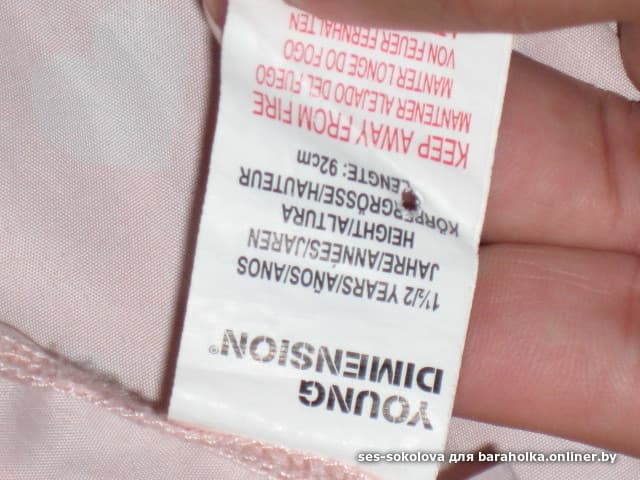 YOUNG
DIMENSION®
1½/2 YEARS/AÑOS/ANOS
JAHRE/ANNÉES/JAREN
HEIGHT/ALTURA
KÖRPERGRÖSSE/HAUTEUR
LENGTE: 92cm
KEEP AWAY FROM FIRE
MANTENER ALEJADO DEL FUEGO
MANTER LONGE DO FOGO
VON FEUER FERNHALTEN
ses-sokolova для baraholka.onliner.by